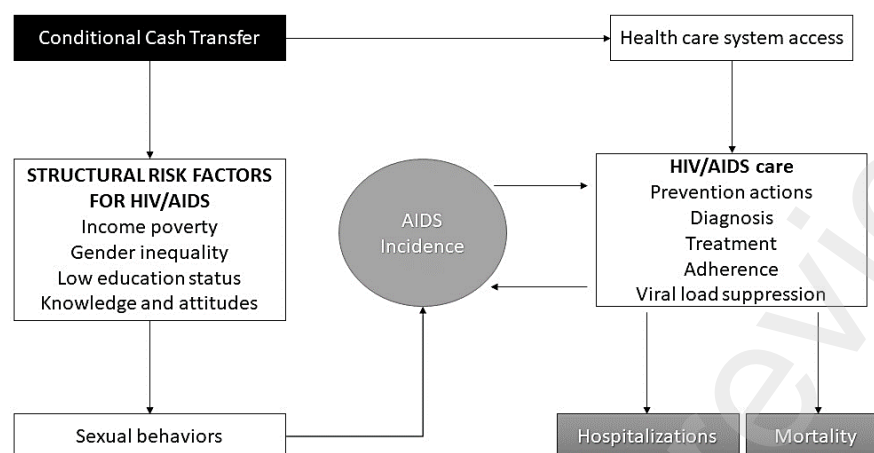 Conditional Cash Transfer
Health care system access
STRUCTURAL RISK FACTORS
FOR HIV/AIDS
Income poverty
Gender inequality
Low education status
Knowledge and attitudes
AIDS
Incidence
HIV/AIDS care
Prevention actions
Diagnosis
Treatment
Adherence
Viral load suppression
Sexual behaviors
Hospitalizations
Mortality